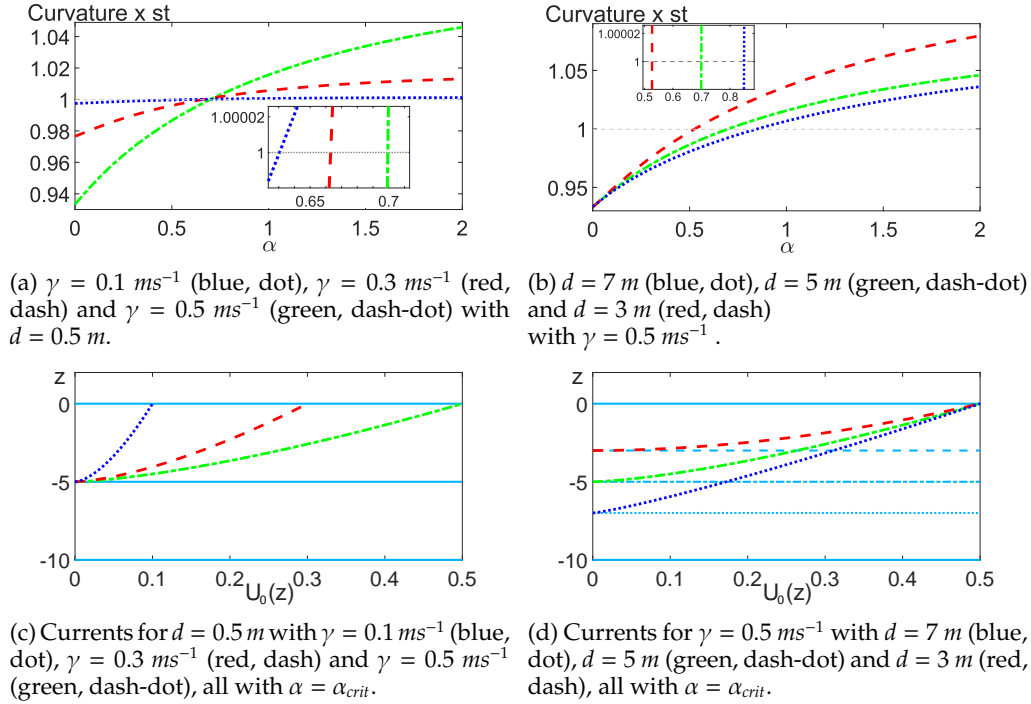 Curvature x st
1.04
1.02
1
0.98
0.96
0.94
1.00002
1
0.65
0.7
0
0.5
1
1.5
2
α
Curvature x st
1.05
1
0.95
1.00002
1
0.5
0.6
0.7
0.8
0
0.5
1
1.5
2
α
(a) γ = 0.1 ms⁻¹ (blue, dot), γ = 0.3 ms⁻¹ (red,
dash) and γ = 0.5 ms⁻¹ (green, dash-dot) with
d = 0.5 m.
(b) d = 7 m (blue, dot), d = 5 m (green, dash-dot)
and d = 3 m (red, dash)
with γ = 0.5 ms⁻¹ .
z
0
-5
-10
0
0.1
0.2
0.3
0.4
0.5
U₀(z)
z
0
-5
-10
0
0.1
0.2
0.3
0.4
0.5
U₀(z)
(c) Currents for d = 0.5 m with γ = 0.1 ms⁻¹ (blue,
dot), γ = 0.3 ms⁻¹ (red, dash) and γ = 0.5 ms⁻¹
(green, dash-dot), all with α = α_crit.
(d) Currents for γ = 0.5 ms⁻¹ with d = 7 m (blue,
dot), d = 5 m (green, dash-dot) and d = 3 m (red,
dash), all with α = α_crit.